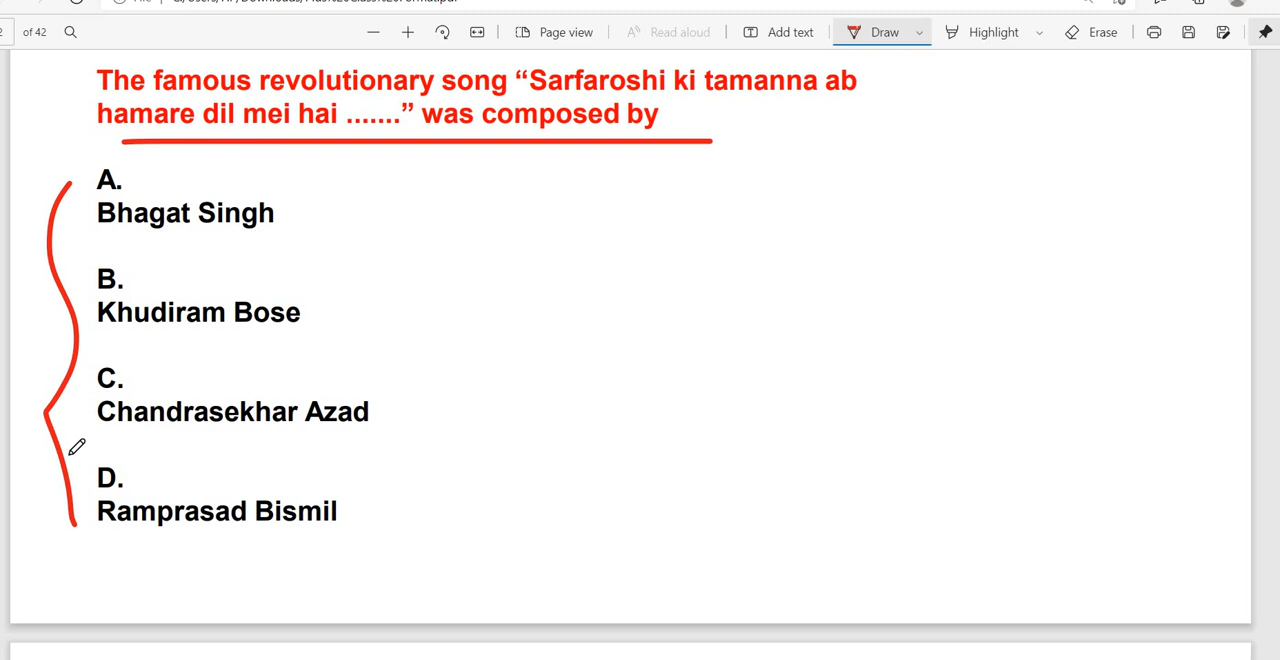 of 42 Page view Read aloud Add text Draw Highlight Erase
The famous revolutionary song “Sarfaroshi ki tamanna ab
hamare dil mei hai .......” was composed by
A.
Bhagat Singh
B.
Khudiram Bose
C.
Chandrasekhar Azad
D.
Ramprasad Bismil